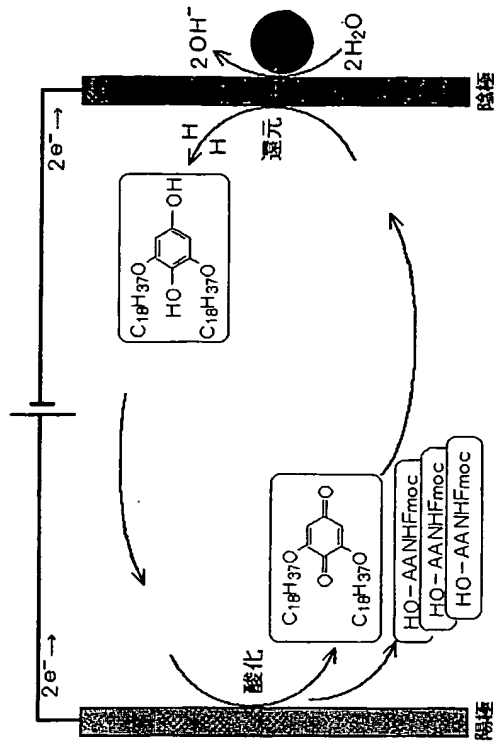 2e⁻→
2e⁻→
2OH⁻
2H₂O
陰極
還元
H
H
C₁₈H₃₇O
HO
OH
C₁₈H₃₇O
酸化
陽極
C₁₈H₃₇O
O
O
C₁₈H₃₇O
HO-AANHFmoc
HO-AANHFmoc
HO-AANHFmoc